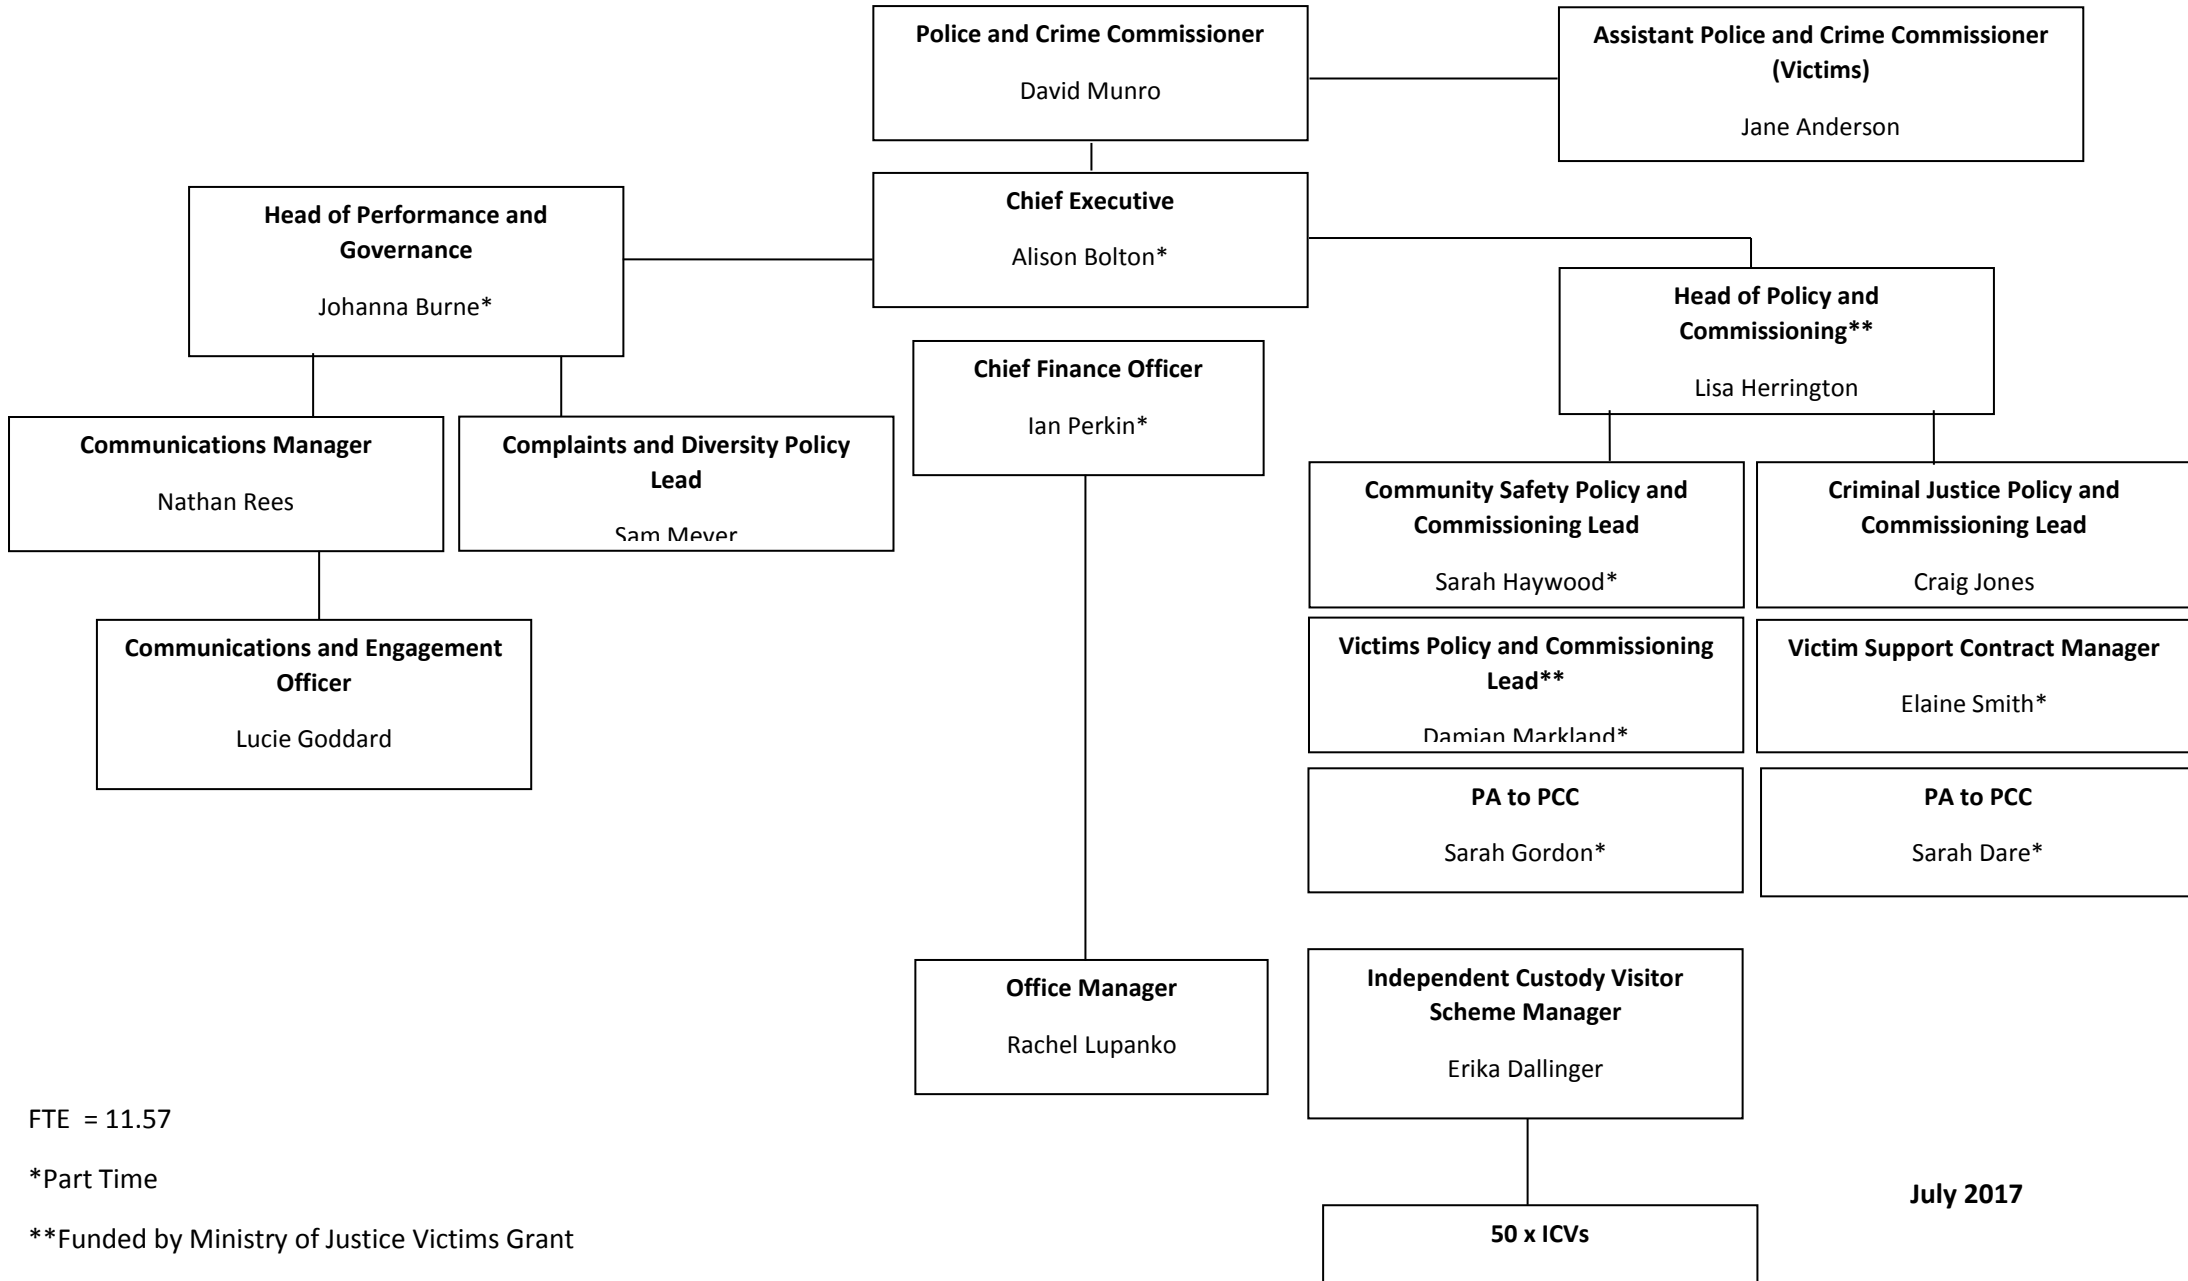 Police and Crime Commissioner
David Munro
Assistant Police and Crime Commissioner
(Victims)
Jane Anderson
Head of Performance and
Governance
Johanna Burne*
Chief Executive
Alison Bolton*
Head of Policy and
Commissioning**
Lisa Herrington
Chief Finance Officer
Ian Perkin*
Communications Manager
Nathan Rees
Complaints and Diversity Policy
Lead
Sam Meyer
Community Safety Policy and
Commissioning Lead
Sarah Haywood*
Criminal Justice Policy and
Commissioning Lead
Craig Jones
Communications and Engagement
Officer
Lucie Goddard
Victims Policy and Commissioning
Lead**
Damian Markland*
Victim Support Contract Manager
Elaine Smith*
PA to PCC
Sarah Gordon*
PA to PCC
Sarah Dare*
Office Manager
Rachel Lupanko
Independent Custody Visitor
Scheme Manager
Erika Dallinger
50 x ICVs
FTE = 11.57
*Part Time
**Funded by Ministry of Justice Victims Grant
July 2017